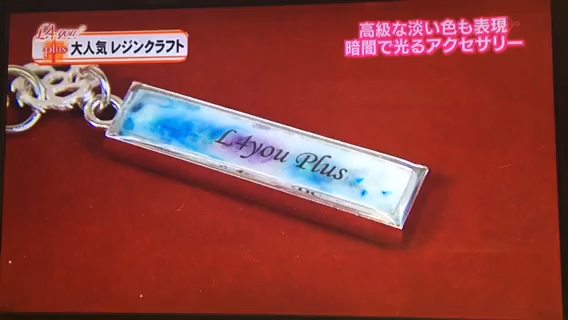 L4you
plus 大人気 レジンクラフト
高級な淡い色も表現
暗闇で光るアクセサリー
L4you Plus